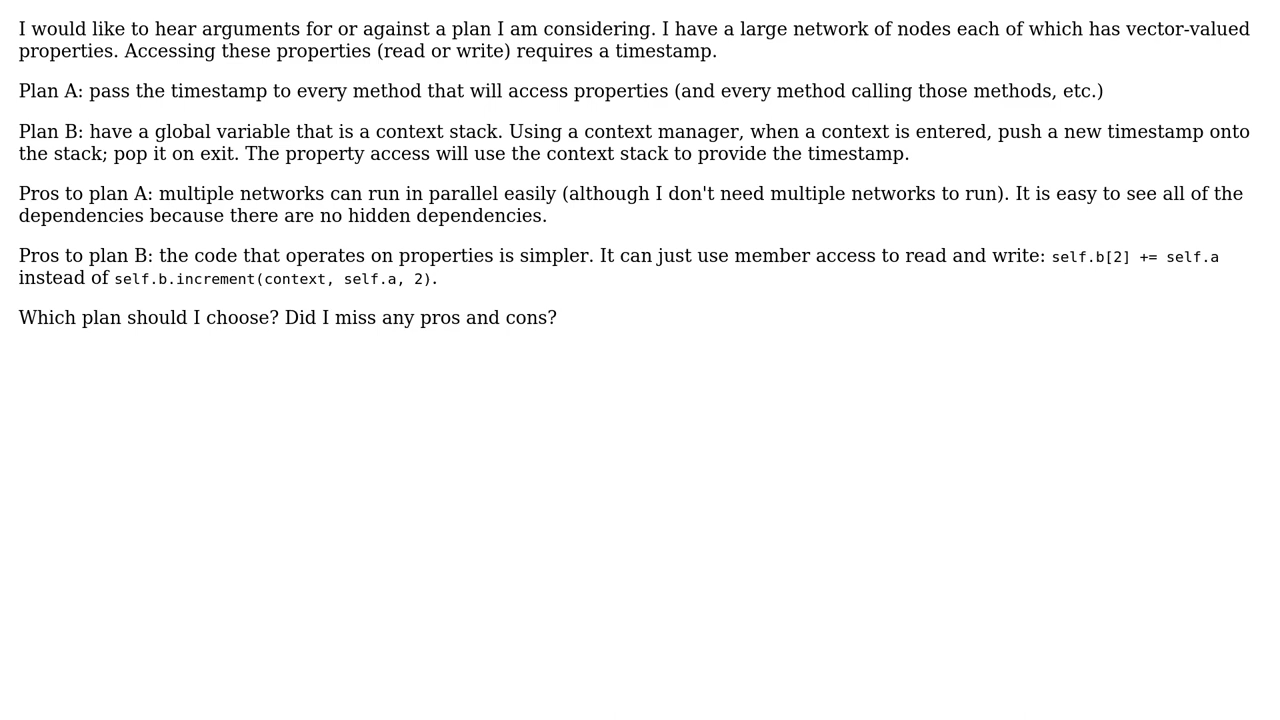 I would like to hear arguments for or against a plan I am considering. I have a large network of nodes each of which has vector-valued
properties. Accessing these properties (read or write) requires a timestamp.
Plan A: pass the timestamp to every method that will access properties (and every method calling those methods, etc.)
Plan B: have a global variable that is a context stack. Using a context manager, when a context is entered, push a new timestamp onto
the stack; pop it on exit. The property access will use the context stack to provide the timestamp.
Pros to plan A: multiple networks can run in parallel easily (although I don't need multiple networks to run). It is easy to see all of the
dependencies because there are no hidden dependencies.
Pros to plan B: the code that operates on properties is simpler. It can just use member access to read and write: self.b[2] += self.a
instead of self.b.increment(context, self.a, 2).
Which plan should I choose? Did I miss any pros and cons?